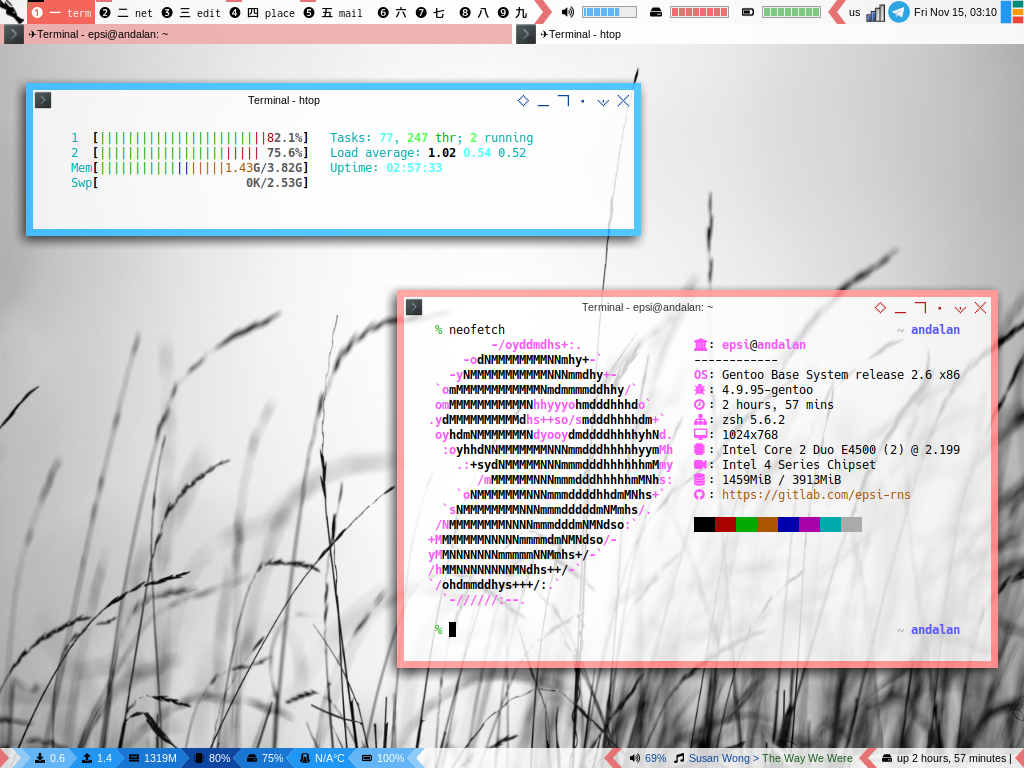 ❶ 一 term ❷ 二 net ❸ 三 edit ❹ 四 place ❺ 五 mail ❻ 六 ❼ 七 ❽ 八 ❾ 九 us Fri Nov 15, 03:10
✈Terminal - epsi@andalan: ~ ✈Terminal - htop
Terminal - htop
1 [||||||||||||||||||||||||82.1%] Tasks: 77, 247 thr; 2 running
2 [||||||||||||||||||||||| 75.6%] Load average: 1.02 0.54 0.52
Mem[||||||||||||||||||1.43G/3.82G] Uptime: 02:57:33
Swp[ 0K/2.53G]
Terminal - epsi@andalan: ~
% neofetch ~ andalan
-/oyddmdhs+:. : epsi@andalan
-odNMMMMMMMMNNmhy+-` ------------
-yNMMMMMMMMMMMNNNmmdhy+- OS: Gentoo Base System release 2.6 x86
`omMMMMMMMMMMMMNmdmmmmddhhy/` : 4.9.95-gentoo
omMMMMMMMMMMMNhhyyyohmdddhhhdo` : 2 hours, 57 mins
.ydMMMMMMMMMMdhs++so/smdddhhhhdm+` : zsh 5.6.2
oyhdmNMMMMMMMNdyooydmddddhhhhyhNd. : 1024x768
:oyhhdNNMMMMMMMNNNmmdddhhhhhyymMh : Intel Core 2 Duo E4500 (2) @ 2.199
.:+sydNMMMMMNNNmmmdddhhhhhhmMmy : Intel 4 Series Chipset
/mMMMMMMNNNmmmdddhhhhhmMNhs: : 1459MiB / 3913MiB
`oNMMMMMMMNNNmmmddddhhdmMNhs+` : https://gitlab.com/epsi-rns
`sNMMMMMMMMNNNmmmdddddmNMmhs/.
/NMMMMMMMMNNNNmmmdddmNMNdso:`
+MMMMMMMNNNNNmmmmdmNMNdso/-
yMMNNNNNNNmmmmmNNMmhs+/-`
/hMMNNNNNNNNMNdhs++/-`
`/ohdmmddhys+++/:.`
`-//////:--.
% ~ andalan
0.6 1.4 1319M 80% 75% N/A°C 100% 69% Susan Wong > The Way We Were up 2 hours, 57 minutes |